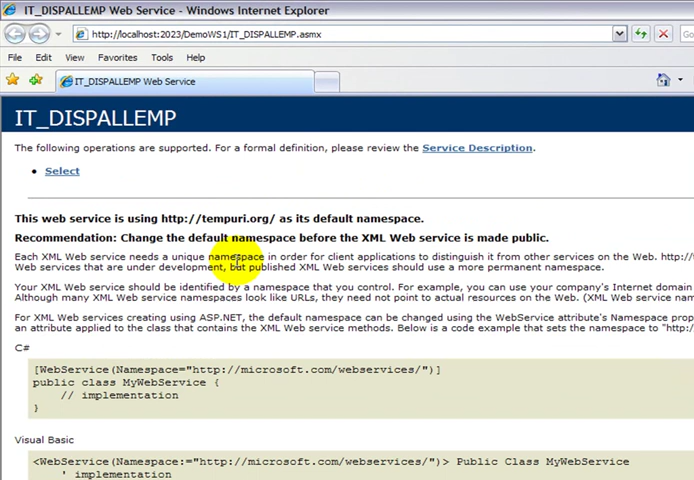 IT_DISPALLEMP Web Service - Windows Internet Explorer
http://localhost:2023/DemoWS1/IT_DISPALLEMP.asmx
Go
File Edit View Favorites Tools Help
IT_DISPALLEMP Web Service
IT_DISPALLEMP
The following operations are supported. For a formal definition, please review the Service Description.
• Select
This web service is using http://tempuri.org/ as its default namespace.
Recommendation: Change the default namespace before the XML Web service is made public.
Each XML Web service needs a unique namespace in order for client applications to distinguish it from other services on the Web. http://
Web services that are under development, but published XML Web services should use a more permanent namespace.
Your XML Web service should be identified by a namespace that you control. For example, you can use your company's Internet domain
Although many XML Web service namespaces look like URLs, they need not point to actual resources on the Web. (XML Web service nam
For XML Web services creating using ASP.NET, the default namespace can be changed using the WebService attribute's Namespace prop
an attribute applied to the class that contains the XML Web service methods. Below is a code example that sets the namespace to "http:/
C#
[WebService(Namespace="http://microsoft.com/webservices/")]
public class MyWebService {
// implementation
}
Visual Basic
<WebService(Namespace:="http://microsoft.com/webservices/")> Public Class MyWebService
' implementation